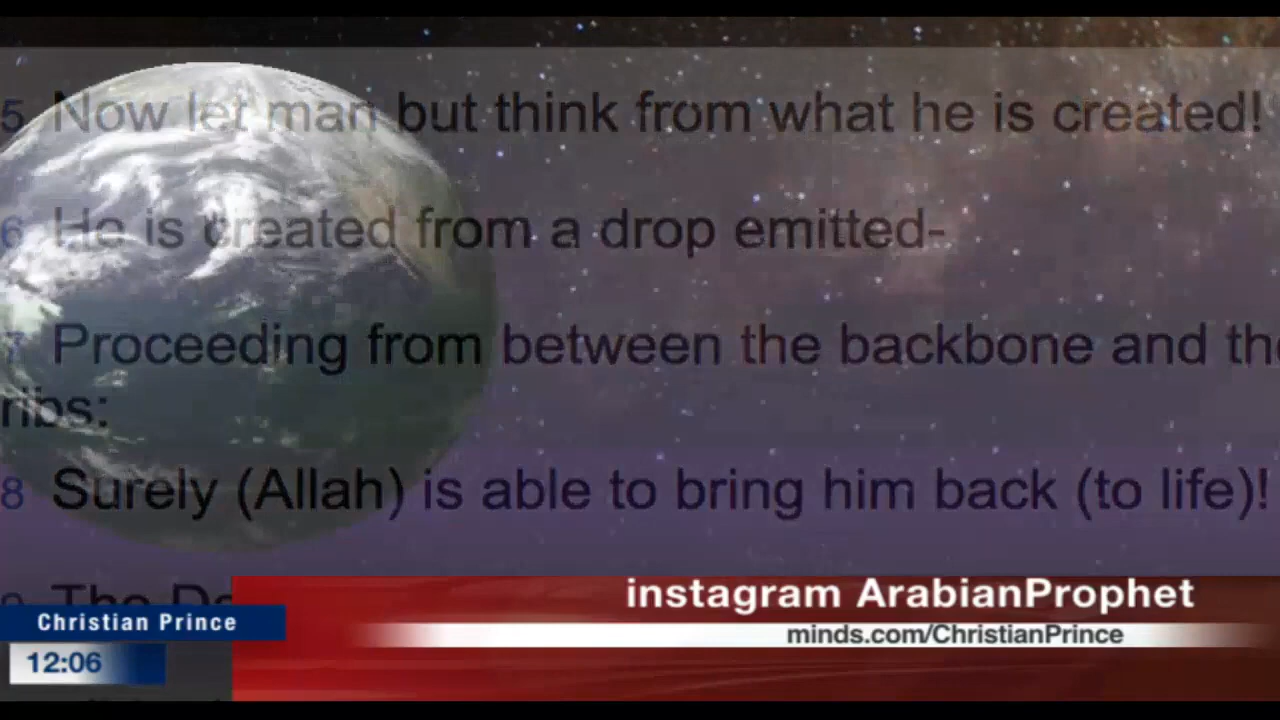 5 Now let man but think from what he is created!
6 He is created from a drop emitted-
7 Proceeding from between the backbone and the
ribs:
8 Surely (Allah) is able to bring him back (to life)!
9 The
instagram ArabianProphet
Christian Prince
minds.com/ChristianPrince
12:06